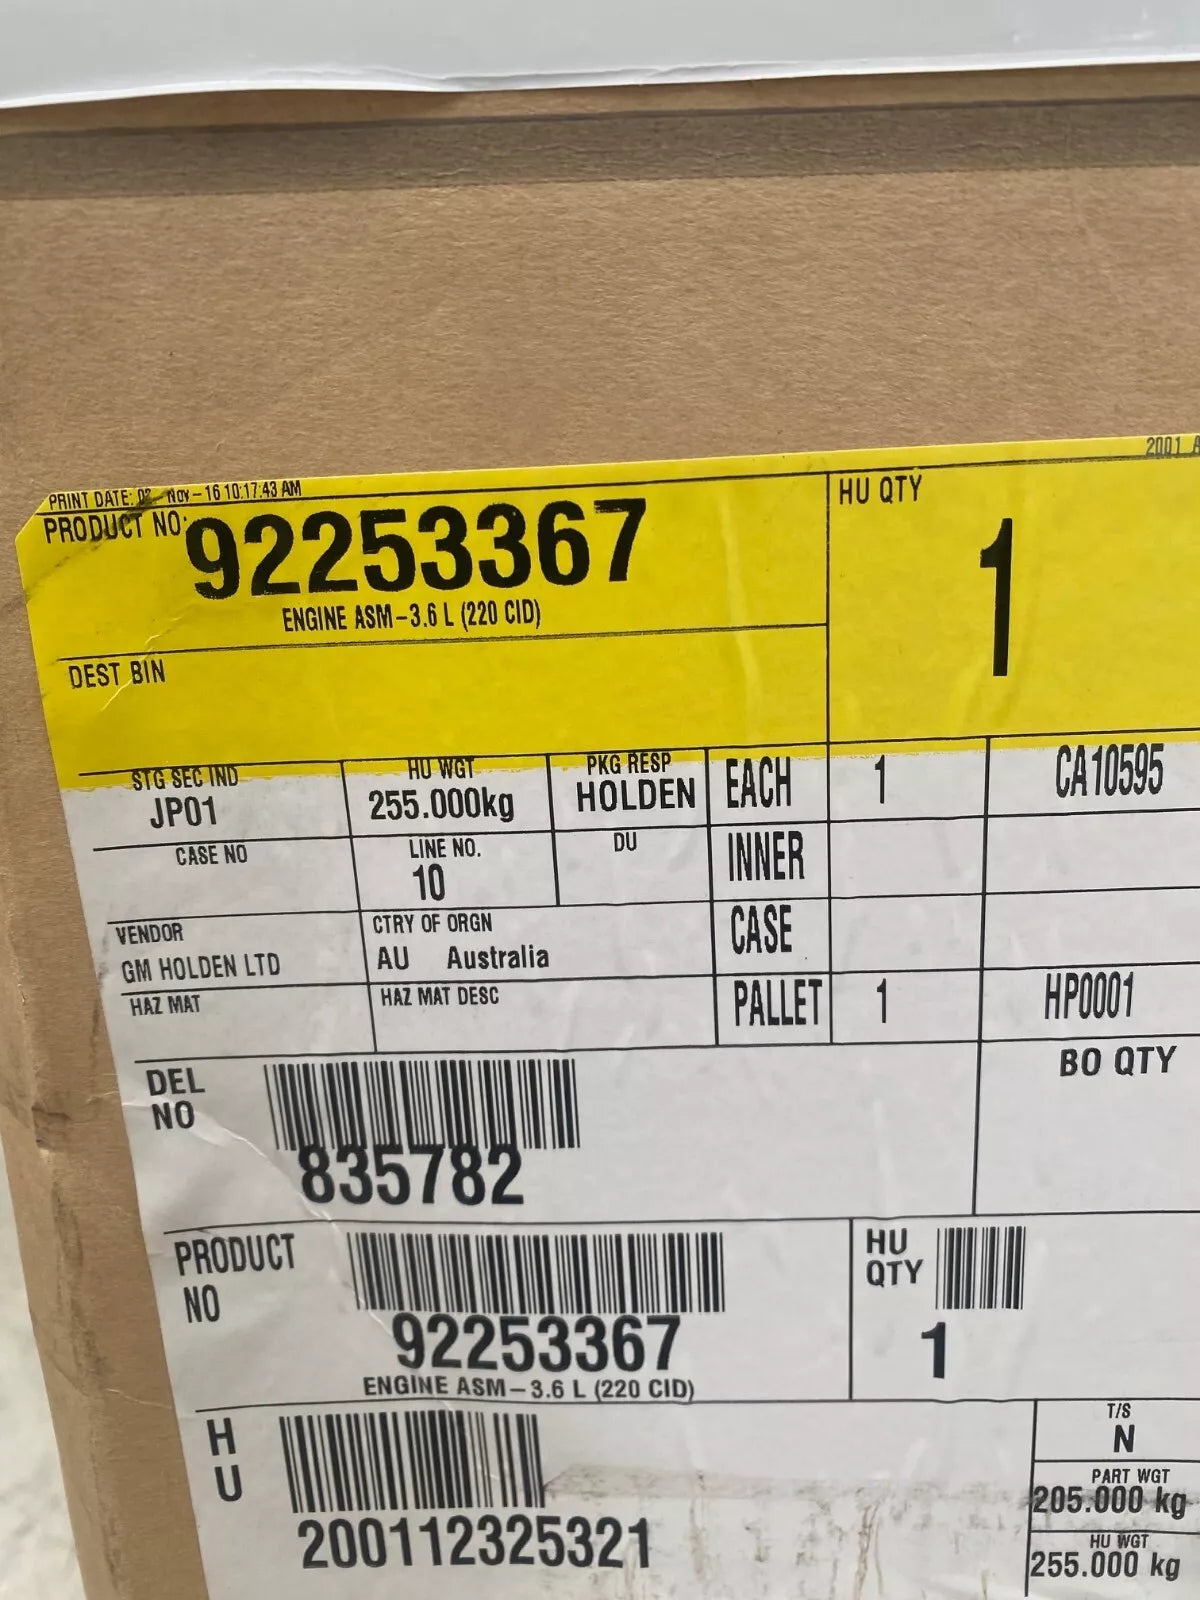 2001
PRINT DATE: Nov-16 10:17:43 AM
PRODUCT NO: 92253367
ENGINE ASM-3.6 L (220 CID)
HU QTY
1
DEST BIN
STG SEC IND
JP01
HU WGT
255.000kg
PKG RESP
HOLDEN
EACH 1 CA10595
CASE NO
LINE NO.
10
DU
INNER
VENDOR
GM HOLDEN LTD
CTRY OF ORGN
AU Australia
CASE
HAZ MAT
HAZ MAT DESC
PALLET 1 HP0001
DEL NO
835782
BO QTY
PRODUCT NO
92253367
ENGINE ASM-3.6 L (220 CID)
HU QTY
1
HU
200112325321
T/S
N
PART WGT
205.000 kg
HU WGT
255.000 kg